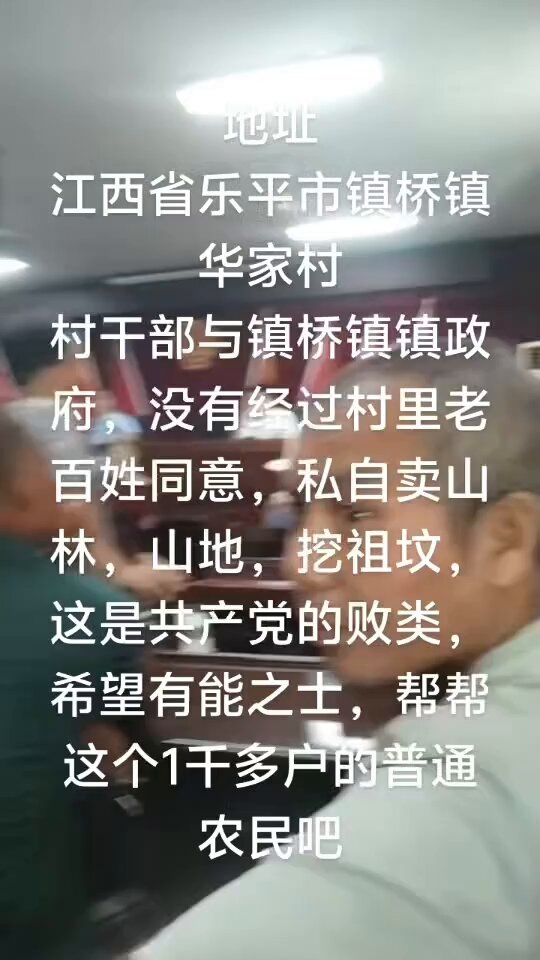 地址
江西省乐平市镇桥镇
华家村
村干部与镇桥镇镇政
府，没有经过村里老
百姓同意，私自卖山
林，山地，挖祖坟，
这是共产党的败类，
希望有能之士，帮帮
这个1千多户的普通
农民吧